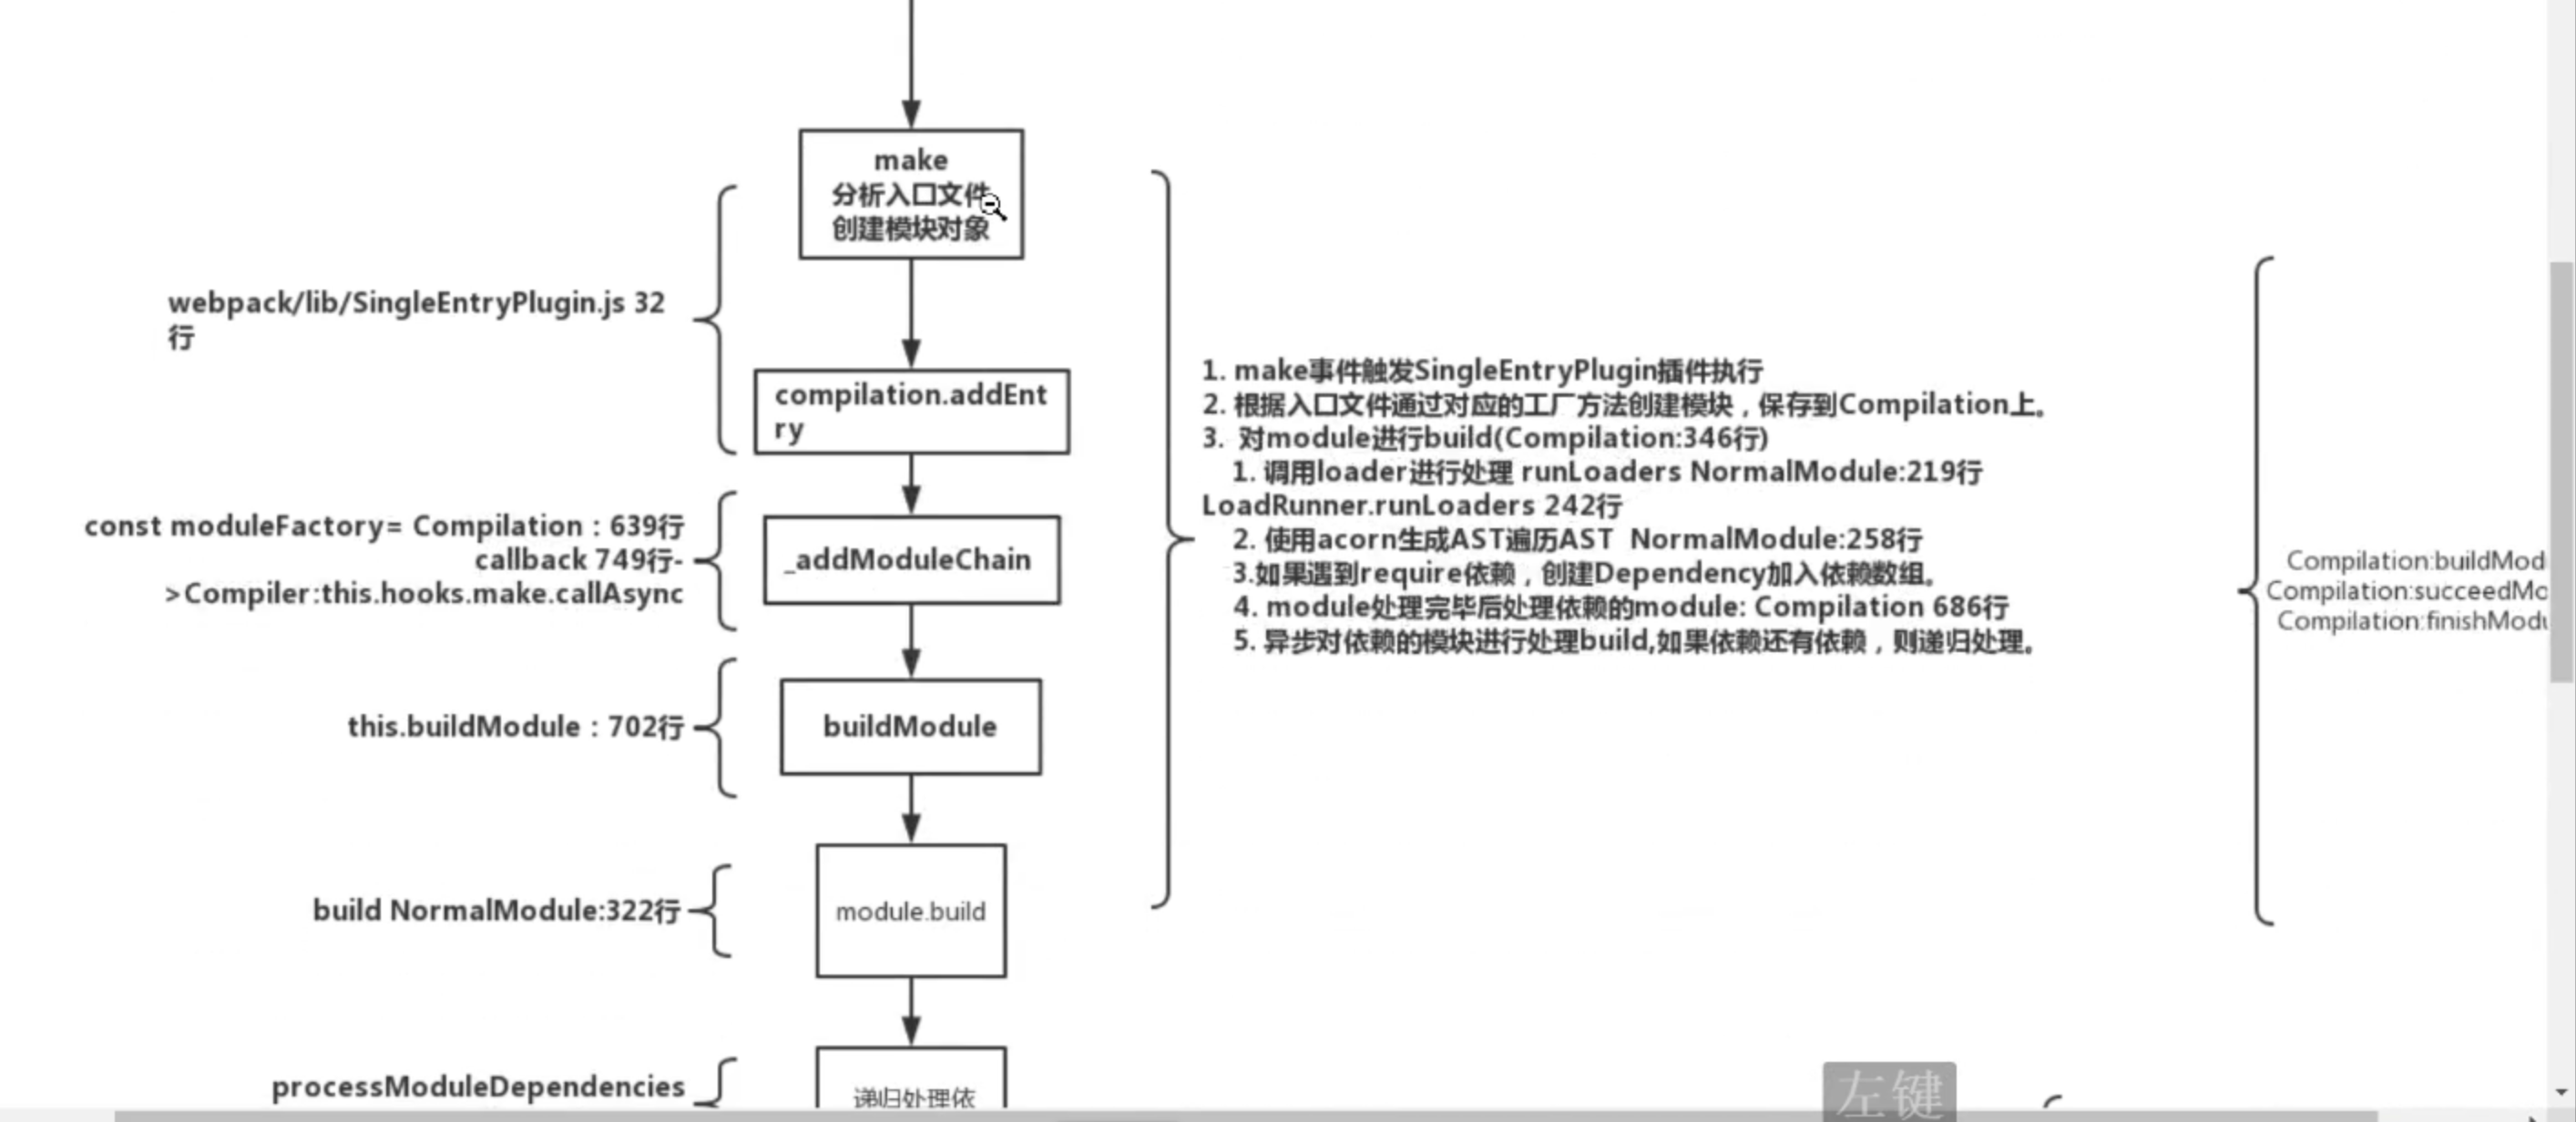 make
分析入口文件
创建模块对象
webpack/lib/SingleEntryPlugin.js 32
行
compilation.addEnt
ry
const moduleFactory= Compilation：639行
callback 749行-
>Compiler:this.hooks.make.callAsync
_addModuleChain
this.buildModule：702行
buildModule
build NormalModule:322行
module.build
processModuleDependencies
递归处理依
1. make事件触发SingleEntryPlugin插件执行
2. 根据入口文件通过对应的工厂方法创建模块，保存到Compilation上。
3. 对module进行build(Compilation:346行)
1. 调用loader进行处理 runLoaders NormalModule:219行
LoadRunner.runLoaders 242行
2. 使用acorn生成AST遍历AST NormalModule:258行
3.如果遇到require依赖，创建Dependency加入依赖数组。
4. module处理完毕后处理依赖的module: Compilation 686行
5. 异步对依赖的模块进行处理build,如果依赖还有依赖，则递归处理。
Compilation:buildMod
Compilation:succeedMo
Compilation:finishModu
左键